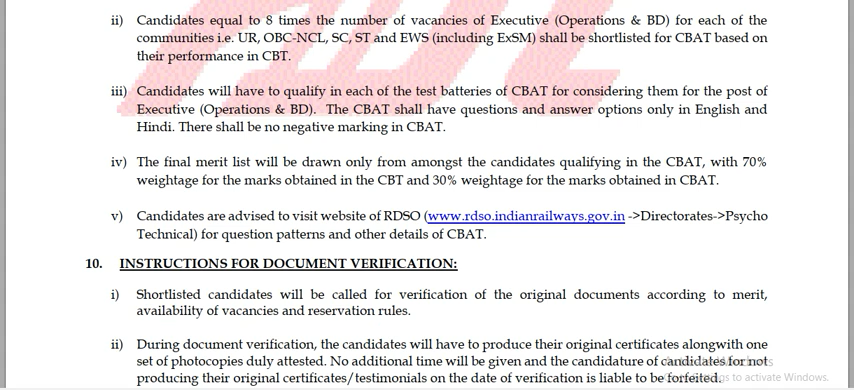 ii) Candidates equal to 8 times the number of vacancies of Executive (Operations & BD) for each of the
communities i.e. UR, OBC-NCL, SC, ST and EWS (including ExSM) shall be shortlisted for CBAT based on
their performance in CBT.
iii) Candidates will have to qualify in each of the test batteries of CBAT for considering them for the post of
Executive (Operations & BD). The CBAT shall have questions and answer options only in English and
Hindi. There shall be no negative marking in CBAT.
iv) The final merit list will be drawn only from amongst the candidates qualifying in the CBAT, with 70%
weightage for the marks obtained in the CBT and 30% weightage for the marks obtained in CBAT.
v) Candidates are advised to visit website of RDSO (www.rdso.indianrailways.gov.in ->Directorates->Psycho
Technical) for question patterns and other details of CBAT.
10. INSTRUCTIONS FOR DOCUMENT VERIFICATION:
i) Shortlisted candidates will be called for verification of the original documents according to merit,
availability of vacancies and reservation rules.
ii) During document verification, the candidates will have to produce their original certificates alongwith one
set of photocopies duly attested. No additional time will be given and the candidature of candidates for not
producing their original certificates/testimonials on the date of verification is liable to be forfeited.
Activate Windows
to activate Windows.